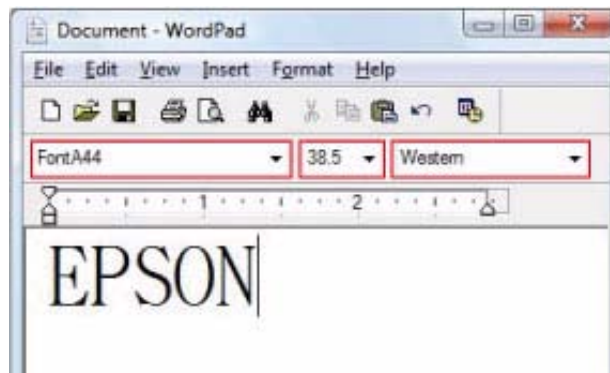 Document - WordPad
File Edit View Insert Format Help
FontA44 38.5 Western
1 2
EPSON